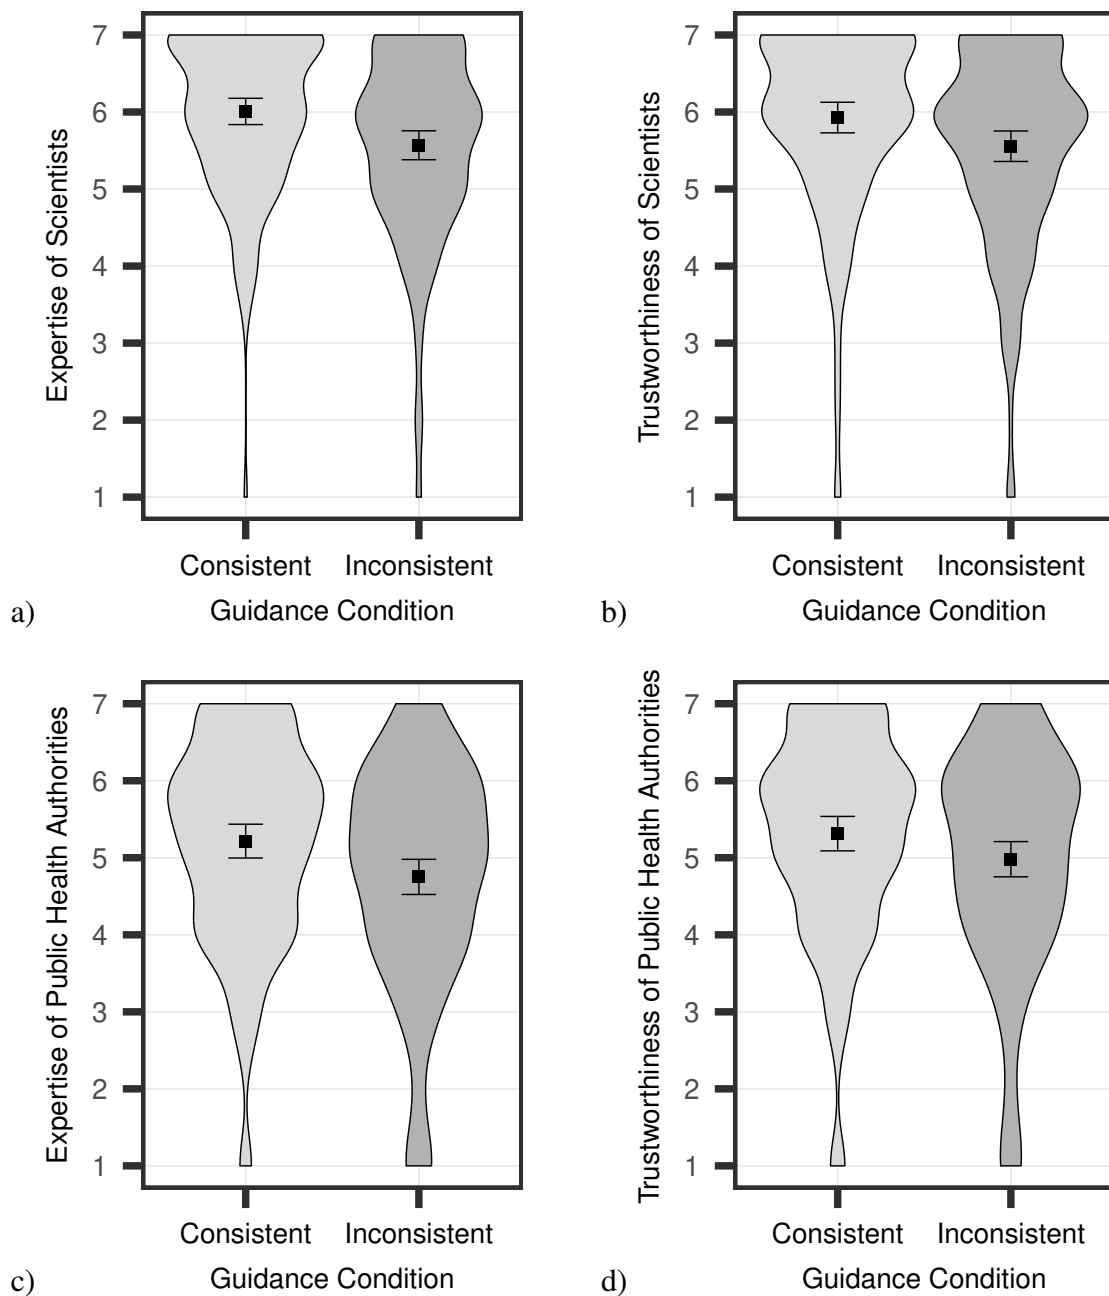 7
6
5
4
3
2
1
Expertise of Scientists
Consistent Inconsistent
Guidance Condition
a)
7
6
5
4
3
2
1
Trustworthiness of Scientists
Consistent Inconsistent
Guidance Condition
b)
7
6
5
4
3
2
1
Expertise of Public Health Authorities
Consistent Inconsistent
Guidance Condition
c)
7
6
5
4
3
2
1
Trustworthiness of Public Health Authorities
Consistent Inconsistent
Guidance Condition
d)